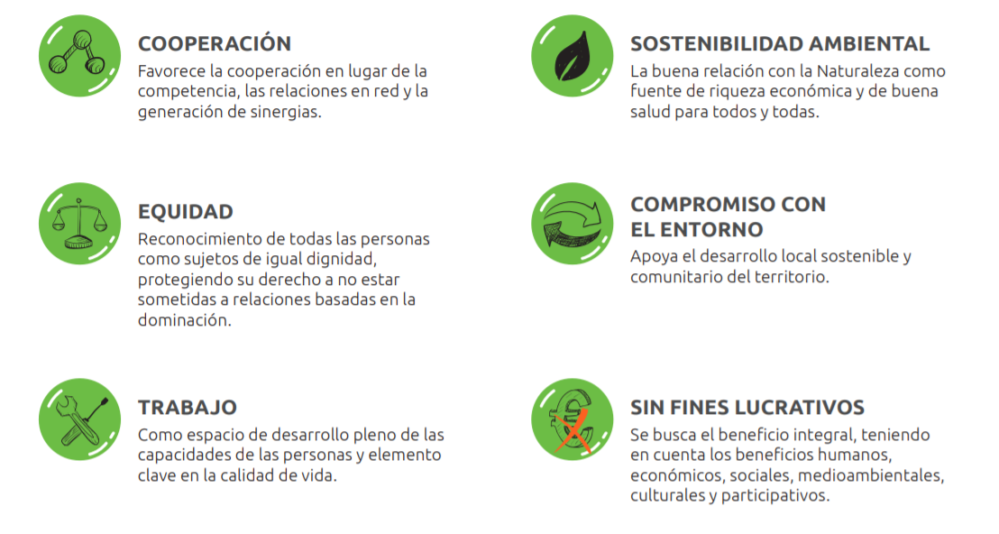 COOPERACIÓN
Favorece la cooperación en lugar de la
competencia, las relaciones en red y la
generación de sinergias.
SOSTENIBILIDAD AMBIENTAL
La buena relación con la Naturaleza como
fuente de riqueza económica y de buena
salud para todos y todas.
EQUIDAD
Reconocimiento de todas las personas
como sujetos de igual dignidad,
protegiendo su derecho a no estar
sometidas a relaciones basadas en la
dominación.
COMPROMISO CON
EL ENTORNO
Apoya el desarrollo local sostenible y
comunitario del territorio.
TRABAJO
Como espacio de desarrollo pleno de las
capacidades de las personas y elemento
clave en la calidad de vida.
SIN FINES LUCRATIVOS
Se busca el beneficio integral, teniendo
en cuenta los beneficios humanos,
económicos, sociales, medioambientales,
culturales y participativos.